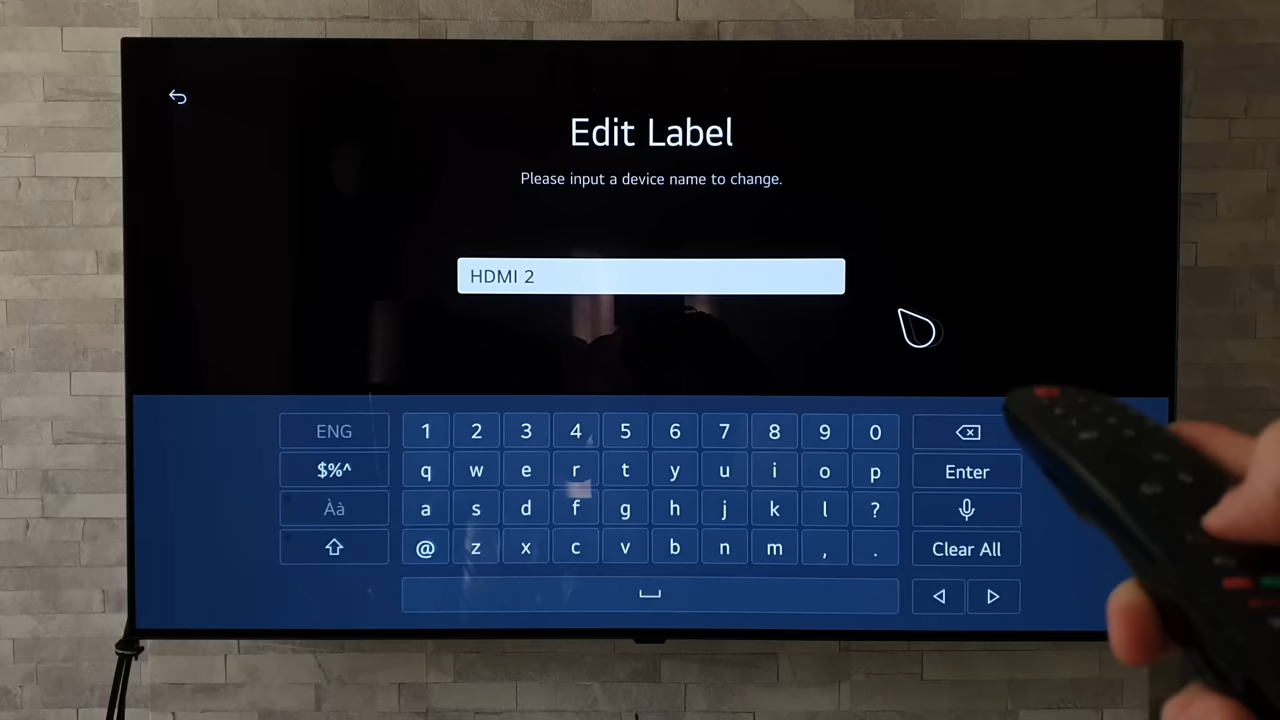 Edit Label
Please input a device name to change.
HDMI 2
ENG 1 2 3 4 5 6 7 8 9 0
$%^ q w e r t y u i o p Enter
Àà a s d f g h j k l ?
@ z x c v b n m , . Clear All